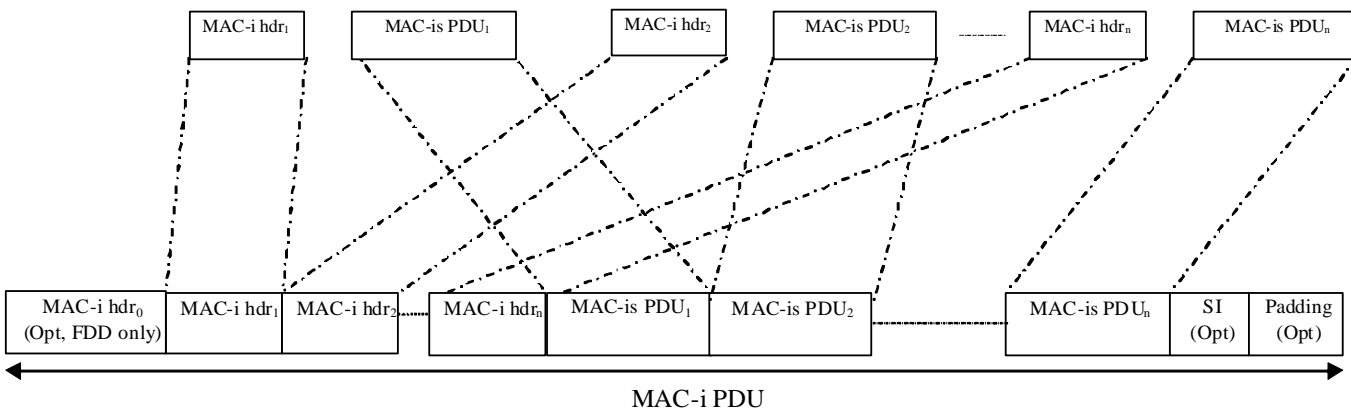 MAC-i hdr₁ MAC-is PDU₁ MAC-i hdr₂ MAC-is PDU₂ MAC-i hdrₙ MAC-is PDUₙ
MAC-i hdr₀ (Opt, FDD only) MAC-i hdr₁ MAC-i hdr₂ MAC-i hdrₙ MAC-is PDU₁ MAC-is PDU₂ MAC-is PDUₙ SI (Opt) Padding (Opt)
MAC-i PDU